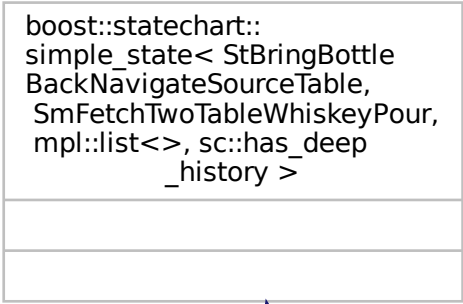 boost::statechart::
simple_state< StBringBottle
BackNavigateSourceTable,
SmFetchTwoTableWhiskeyPour,
mpl::list<>, sc::has_deep
_history >